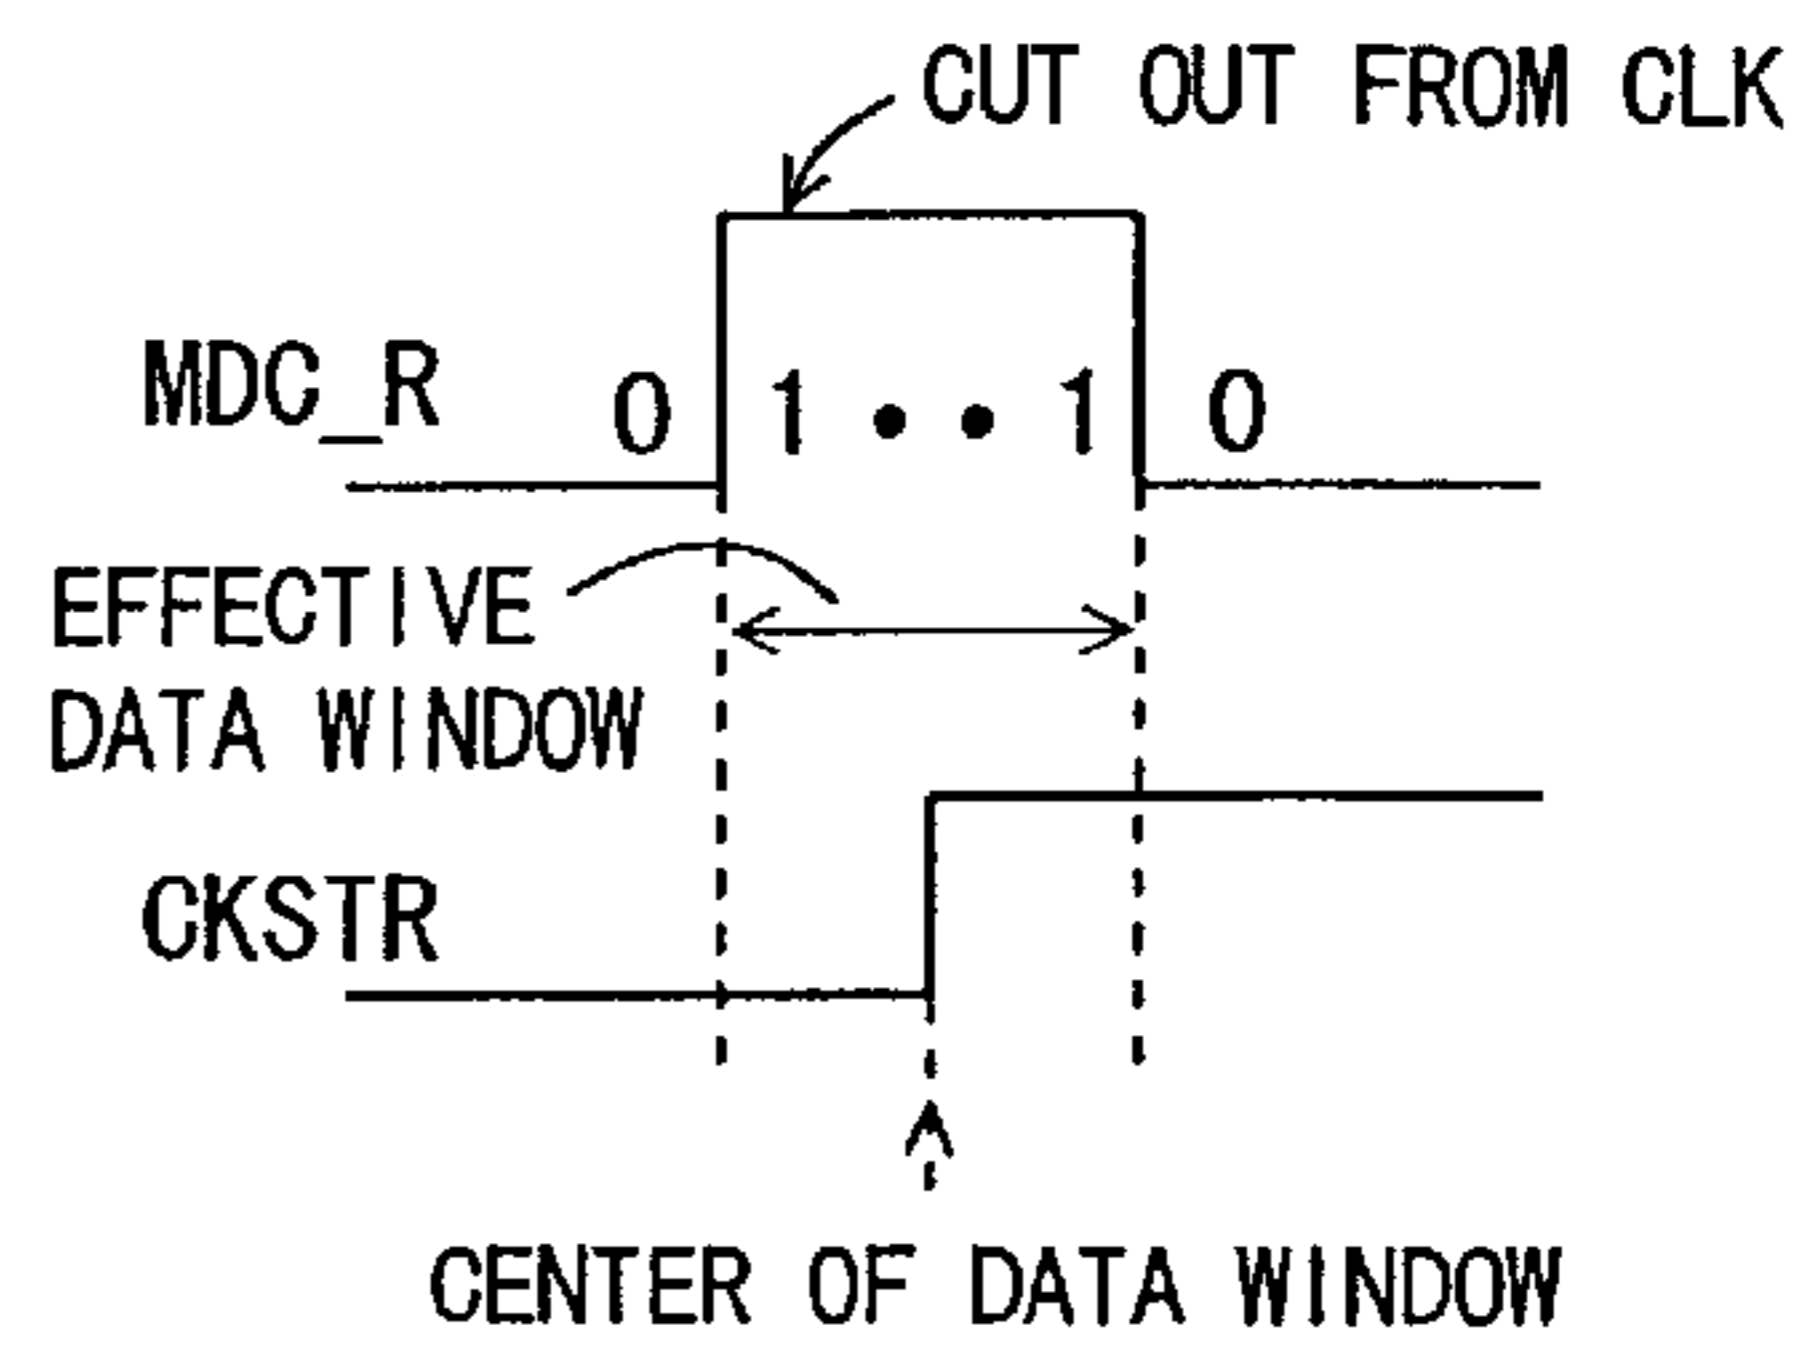 CUT OUT FROM CLK
MDC_R 0 1 •• 1 0
EFFECTIVE
DATA WINDOW
CKSTR
CENTER OF DATA WINDOW